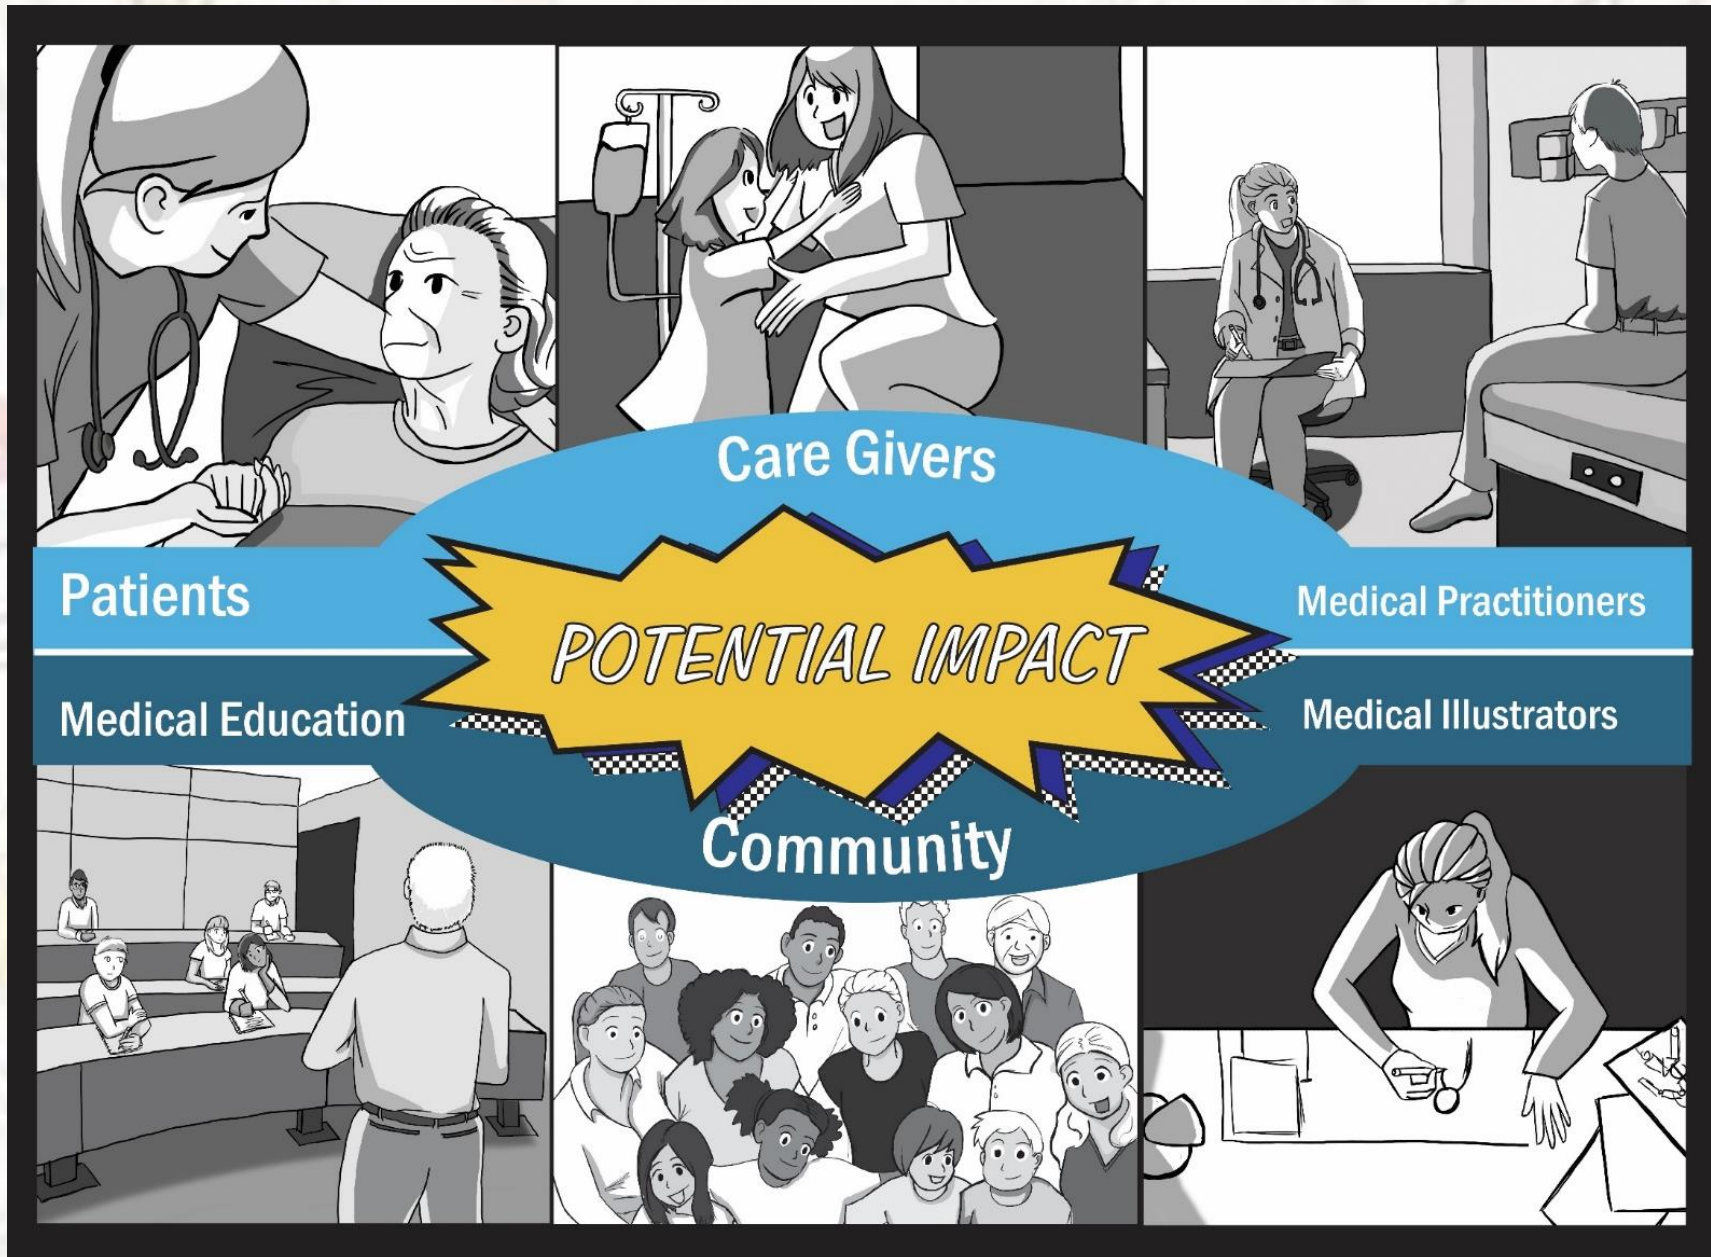 Care Givers
Patients
Medical Practitioners
POTENTIAL IMPACT
Medical Education
Medical Illustrators
Community